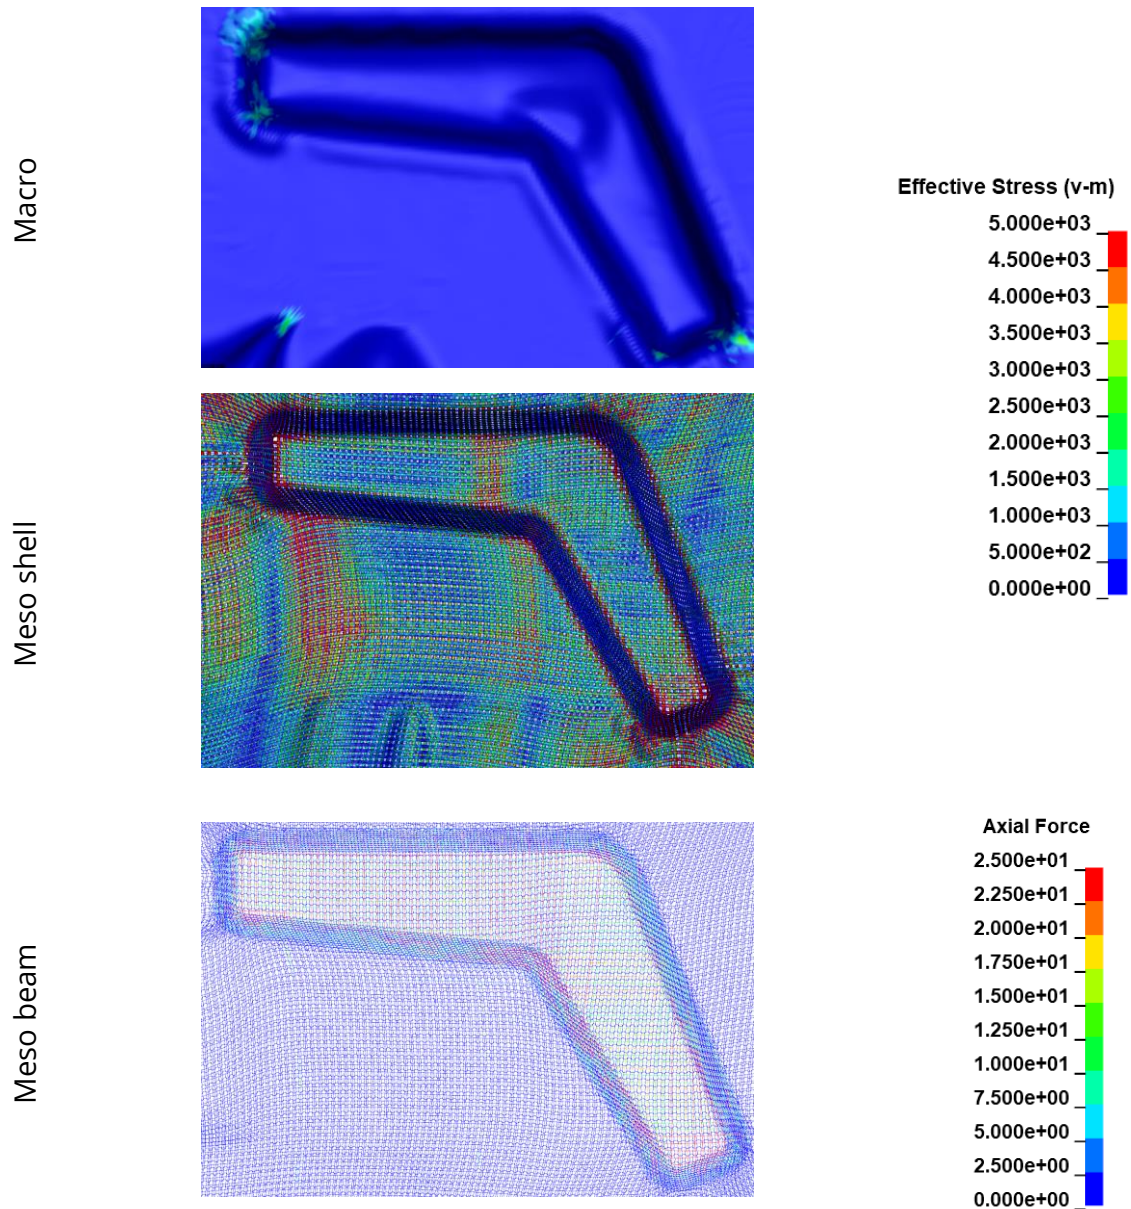 Macro
Effective Stress (v-m)
5.000e+03
4.500e+03
4.000e+03
3.500e+03
3.000e+03
2.500e+03
2.000e+03
1.500e+03
1.000e+03
5.000e+02
0.000e+00
Meso shell
Meso beam
Axial Force
2.500e+01
2.250e+01
2.000e+01
1.750e+01
1.500e+01
1.250e+01
1.000e+01
7.500e+00
5.000e+00
2.500e+00
0.000e+00